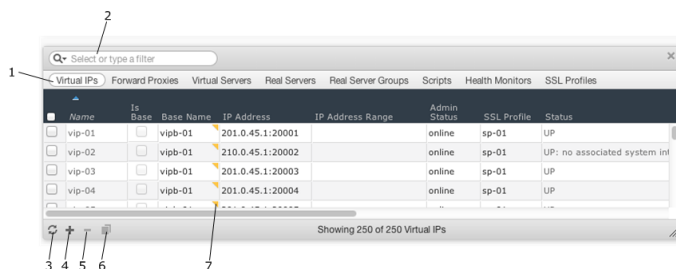 2
Select or type a filter
1
Virtual IPs Forward Proxies Virtual Servers Real Servers Real Server Groups Scripts Health Monitors SSL Profiles
Name Is Base Base Name IP Address IP Address Range Admin Status SSL Profile Status
vip-01 vipb-01 201.0.45.1:20001 online sp-01 UP
vip-02 vipb-01 210.0.45.1:20002 online sp-01 UP: no associated system int
vip-03 vipb-01 201.0.45.1:20003 online sp-01 UP
vip-04 vipb-01 201.0.45.1:20004 online sp-01 UP
Showing 250 of 250 Virtual IPs
3 4 5 6 7